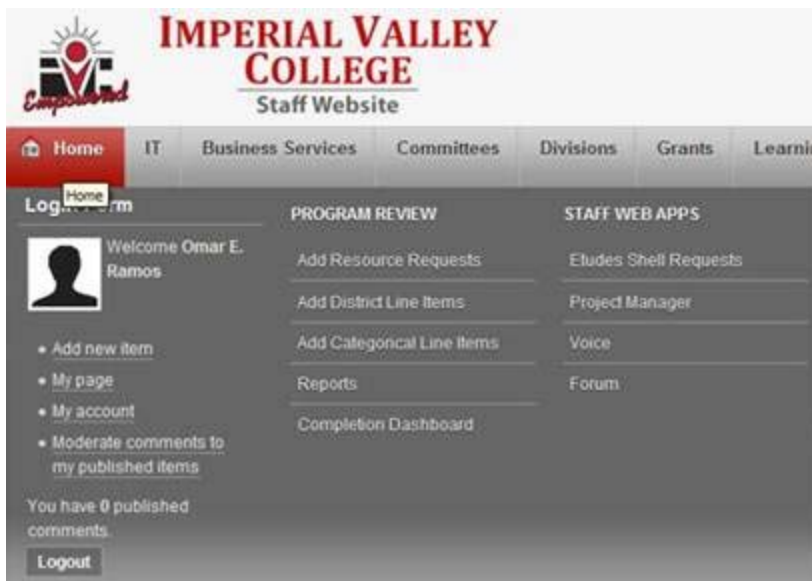 IVC
Empowered
IMPERIAL VALLEY
COLLEGE
Staff Website
Home
IT
Business Services
Committees
Divisions
Grants
Home
PROGRAM REVIEW
STAFF WEB APPS
Welcome Omar E.
Ramos
Add new item
My page
My account
Moderate comments to
my published items
You have 0 published
comments.
Logout
Add Resource Requests
Add District Line Items
Add Categorical Line Items
Reports
Completion Dashboard
Etudes Shell Requests
Project Manager
Voice
Forum